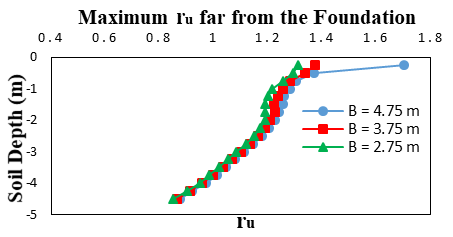 Maximum ru far from the Foundation
0.4 0.6 0.8 1 1.2 1.4 1.6 1.8
0
-1
-2
-3
-4
-5
Soil Depth (m)
B = 4.75 m
B = 3.75 m
B = 2.75 m
ru